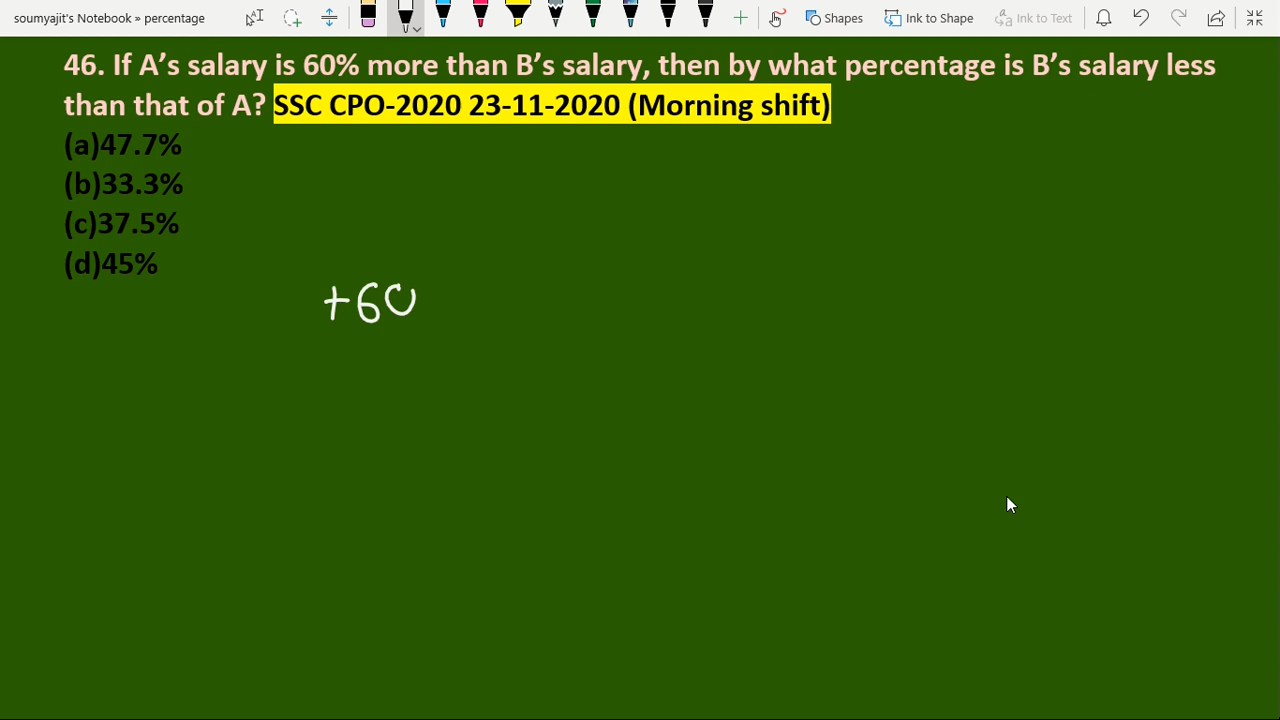 soumyajit's Notebook » percentage
Shapes Ink to Shape Ink to Text
46. If A’s salary is 60% more than B’s salary, then by what percentage is B’s salary less
than that of A? SSC CPO-2020 23-11-2020 (Morning shift)
(a)47.7%
(b)33.3%
(c)37.5%
(d)45%
+60